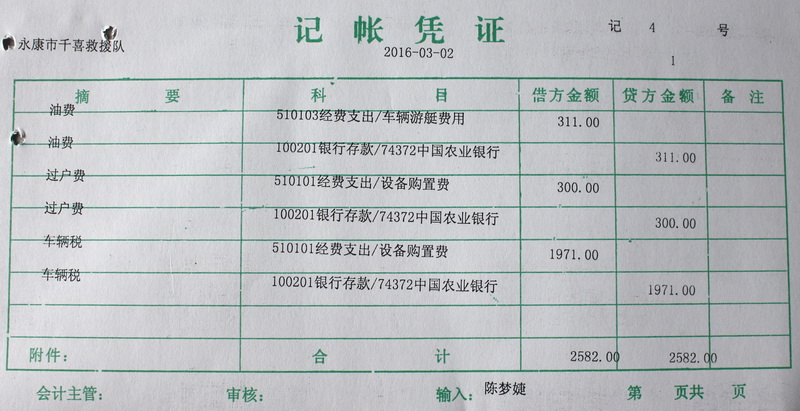 记帐凭证
记 4 号
永康市千喜救援队
2016-03-02
1
摘要 科目 借方金额 贷方金额 备注
油费 510103经费支出/车辆游艇费用 311.00
油费 100201银行存款/74372中国农业银行 311.00
过户费 510101经费支出/设备购置费 300.00
过户费 100201银行存款/74372中国农业银行 300.00
车辆税 510101经费支出/设备购置费 1971.00
车辆税 100201银行存款/74372中国农业银行 1971.00
附件: 合计 2582.00 2582.00
会计主管: 审核: 输入: 陈梦婕 第 页共 页